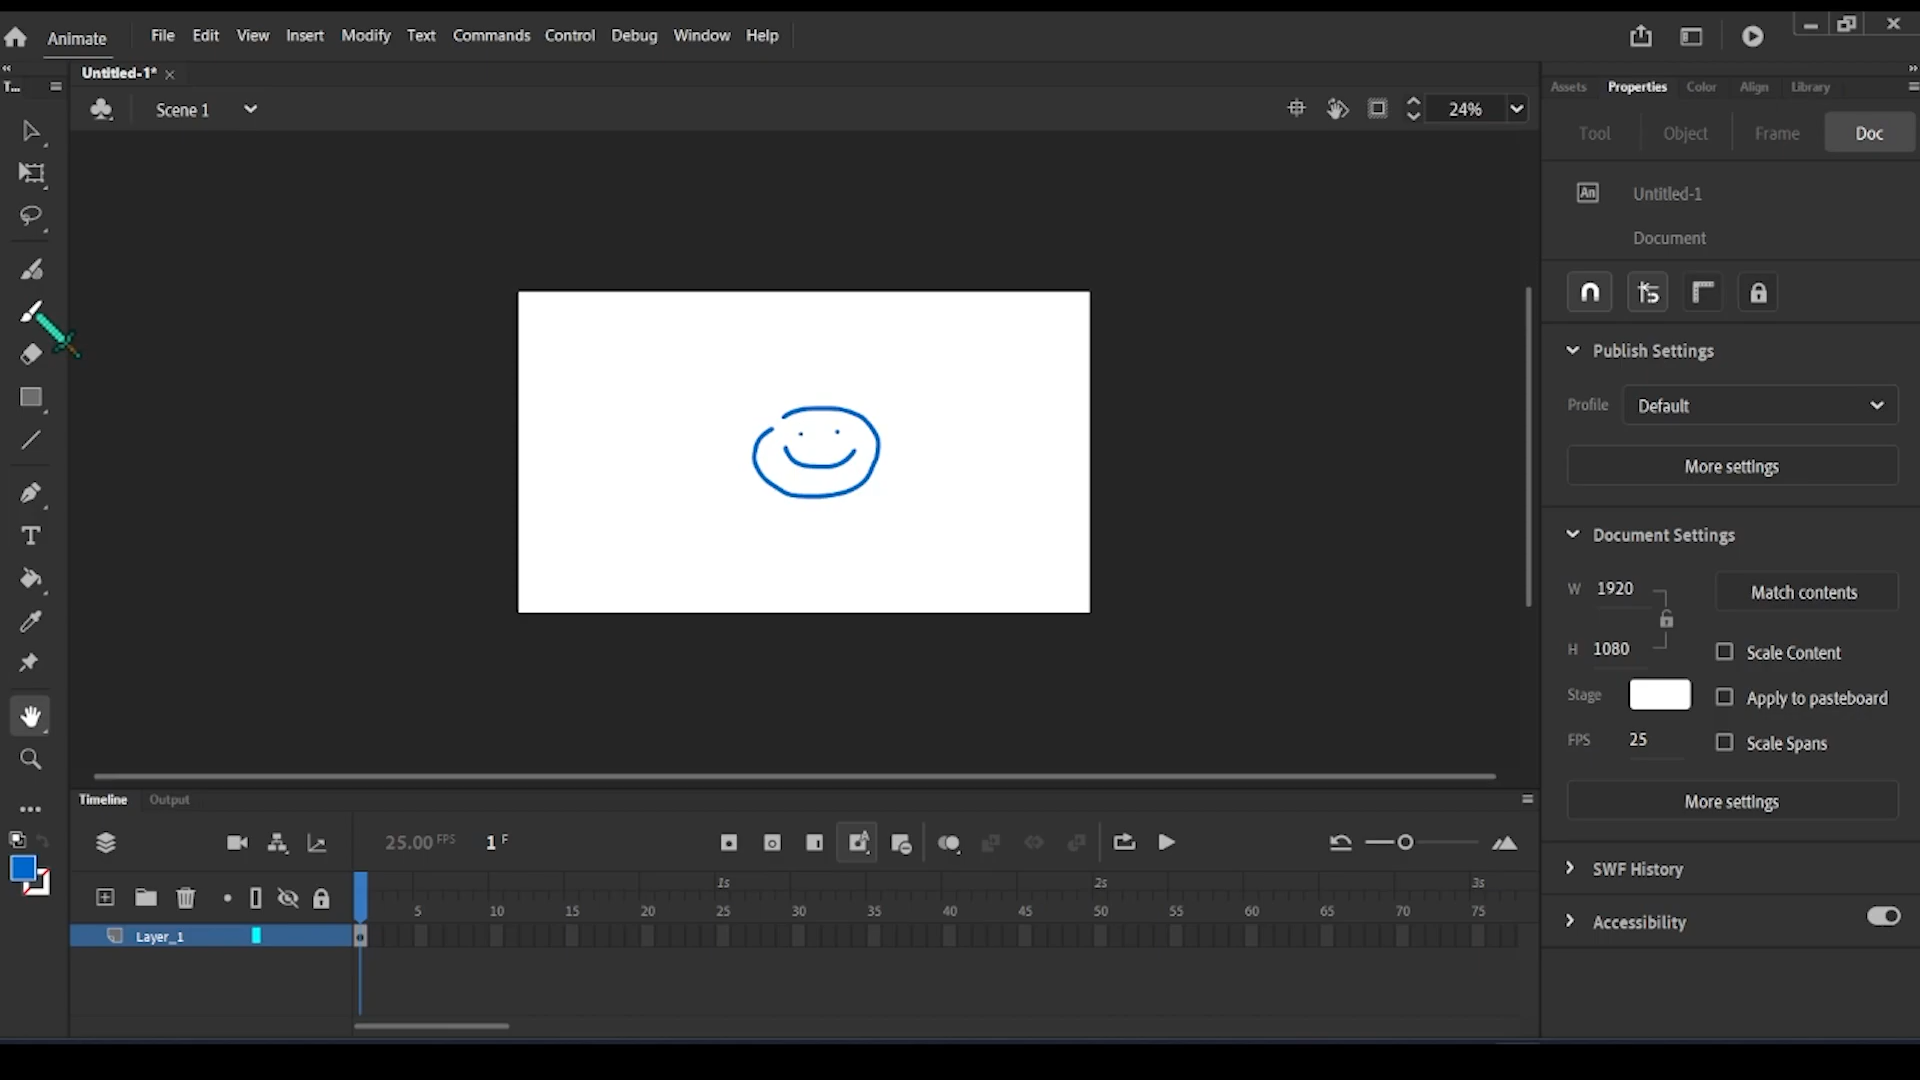 Animate File Edit View Insert Modify Text Commands Control Debug Window Help
T... Untitled-1*
Scene 1 24%
Assets Properties Color Align Library
Tool Object Frame Doc
An Untitled-1
Document
Publish Settings
Profile Default
More settings
Document Settings
W 1920 Match contents
H 1080 Scale Content
Stage Apply to pasteboard
FPS 25 Scale Spans
More settings
SWF History
Accessibility
T
Timeline Output
25.00 FPS 1 F
1s 2s 3s
5 10 15 20 25 30 35 40 45 50 55 60 65 70 75
Layer_1